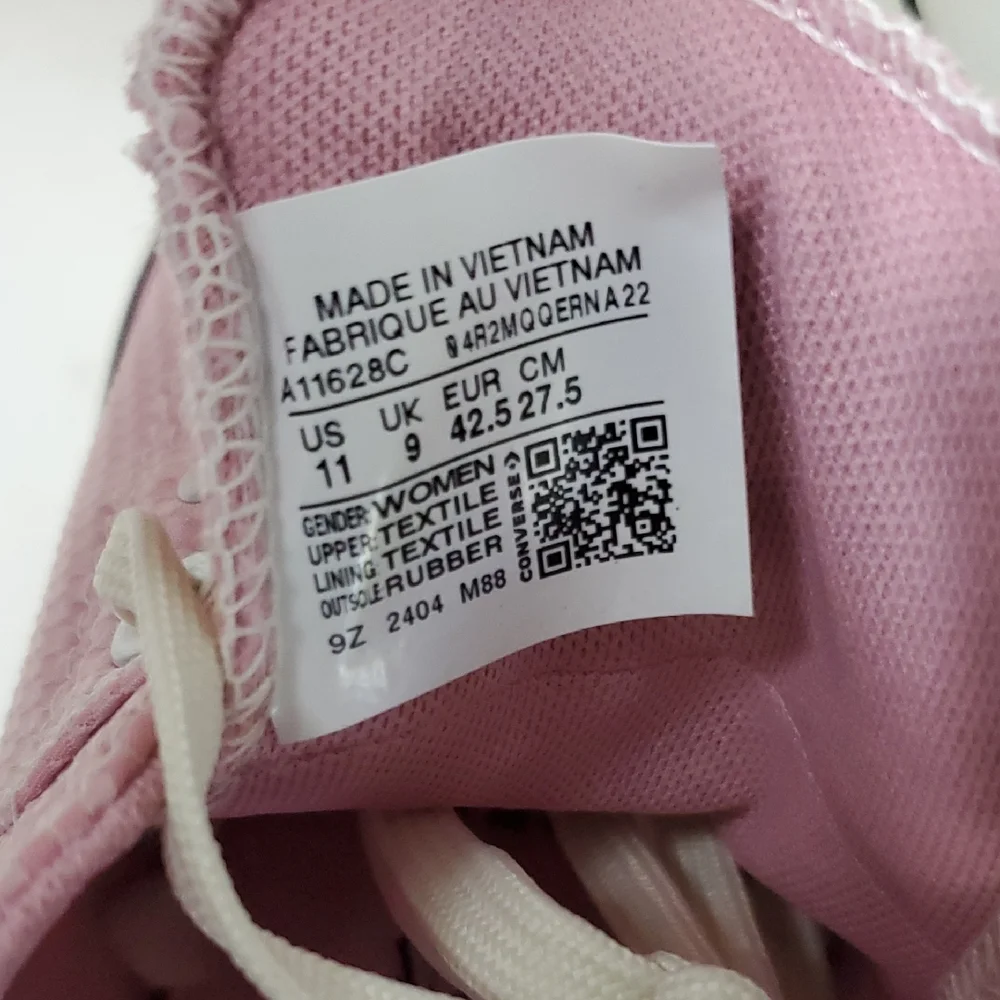 MADE IN VIETNAM
FABRIQUE AU VIETNAM
A11628C 04R2MQQERNA22
US UK EUR CM
11 9 42.5 27.5
GENDER: WOMEN
UPPER: TEXTILE
LINING: TEXTILE
OUTSOLE: RUBBER
9Z 2404 M88
CONVERSE